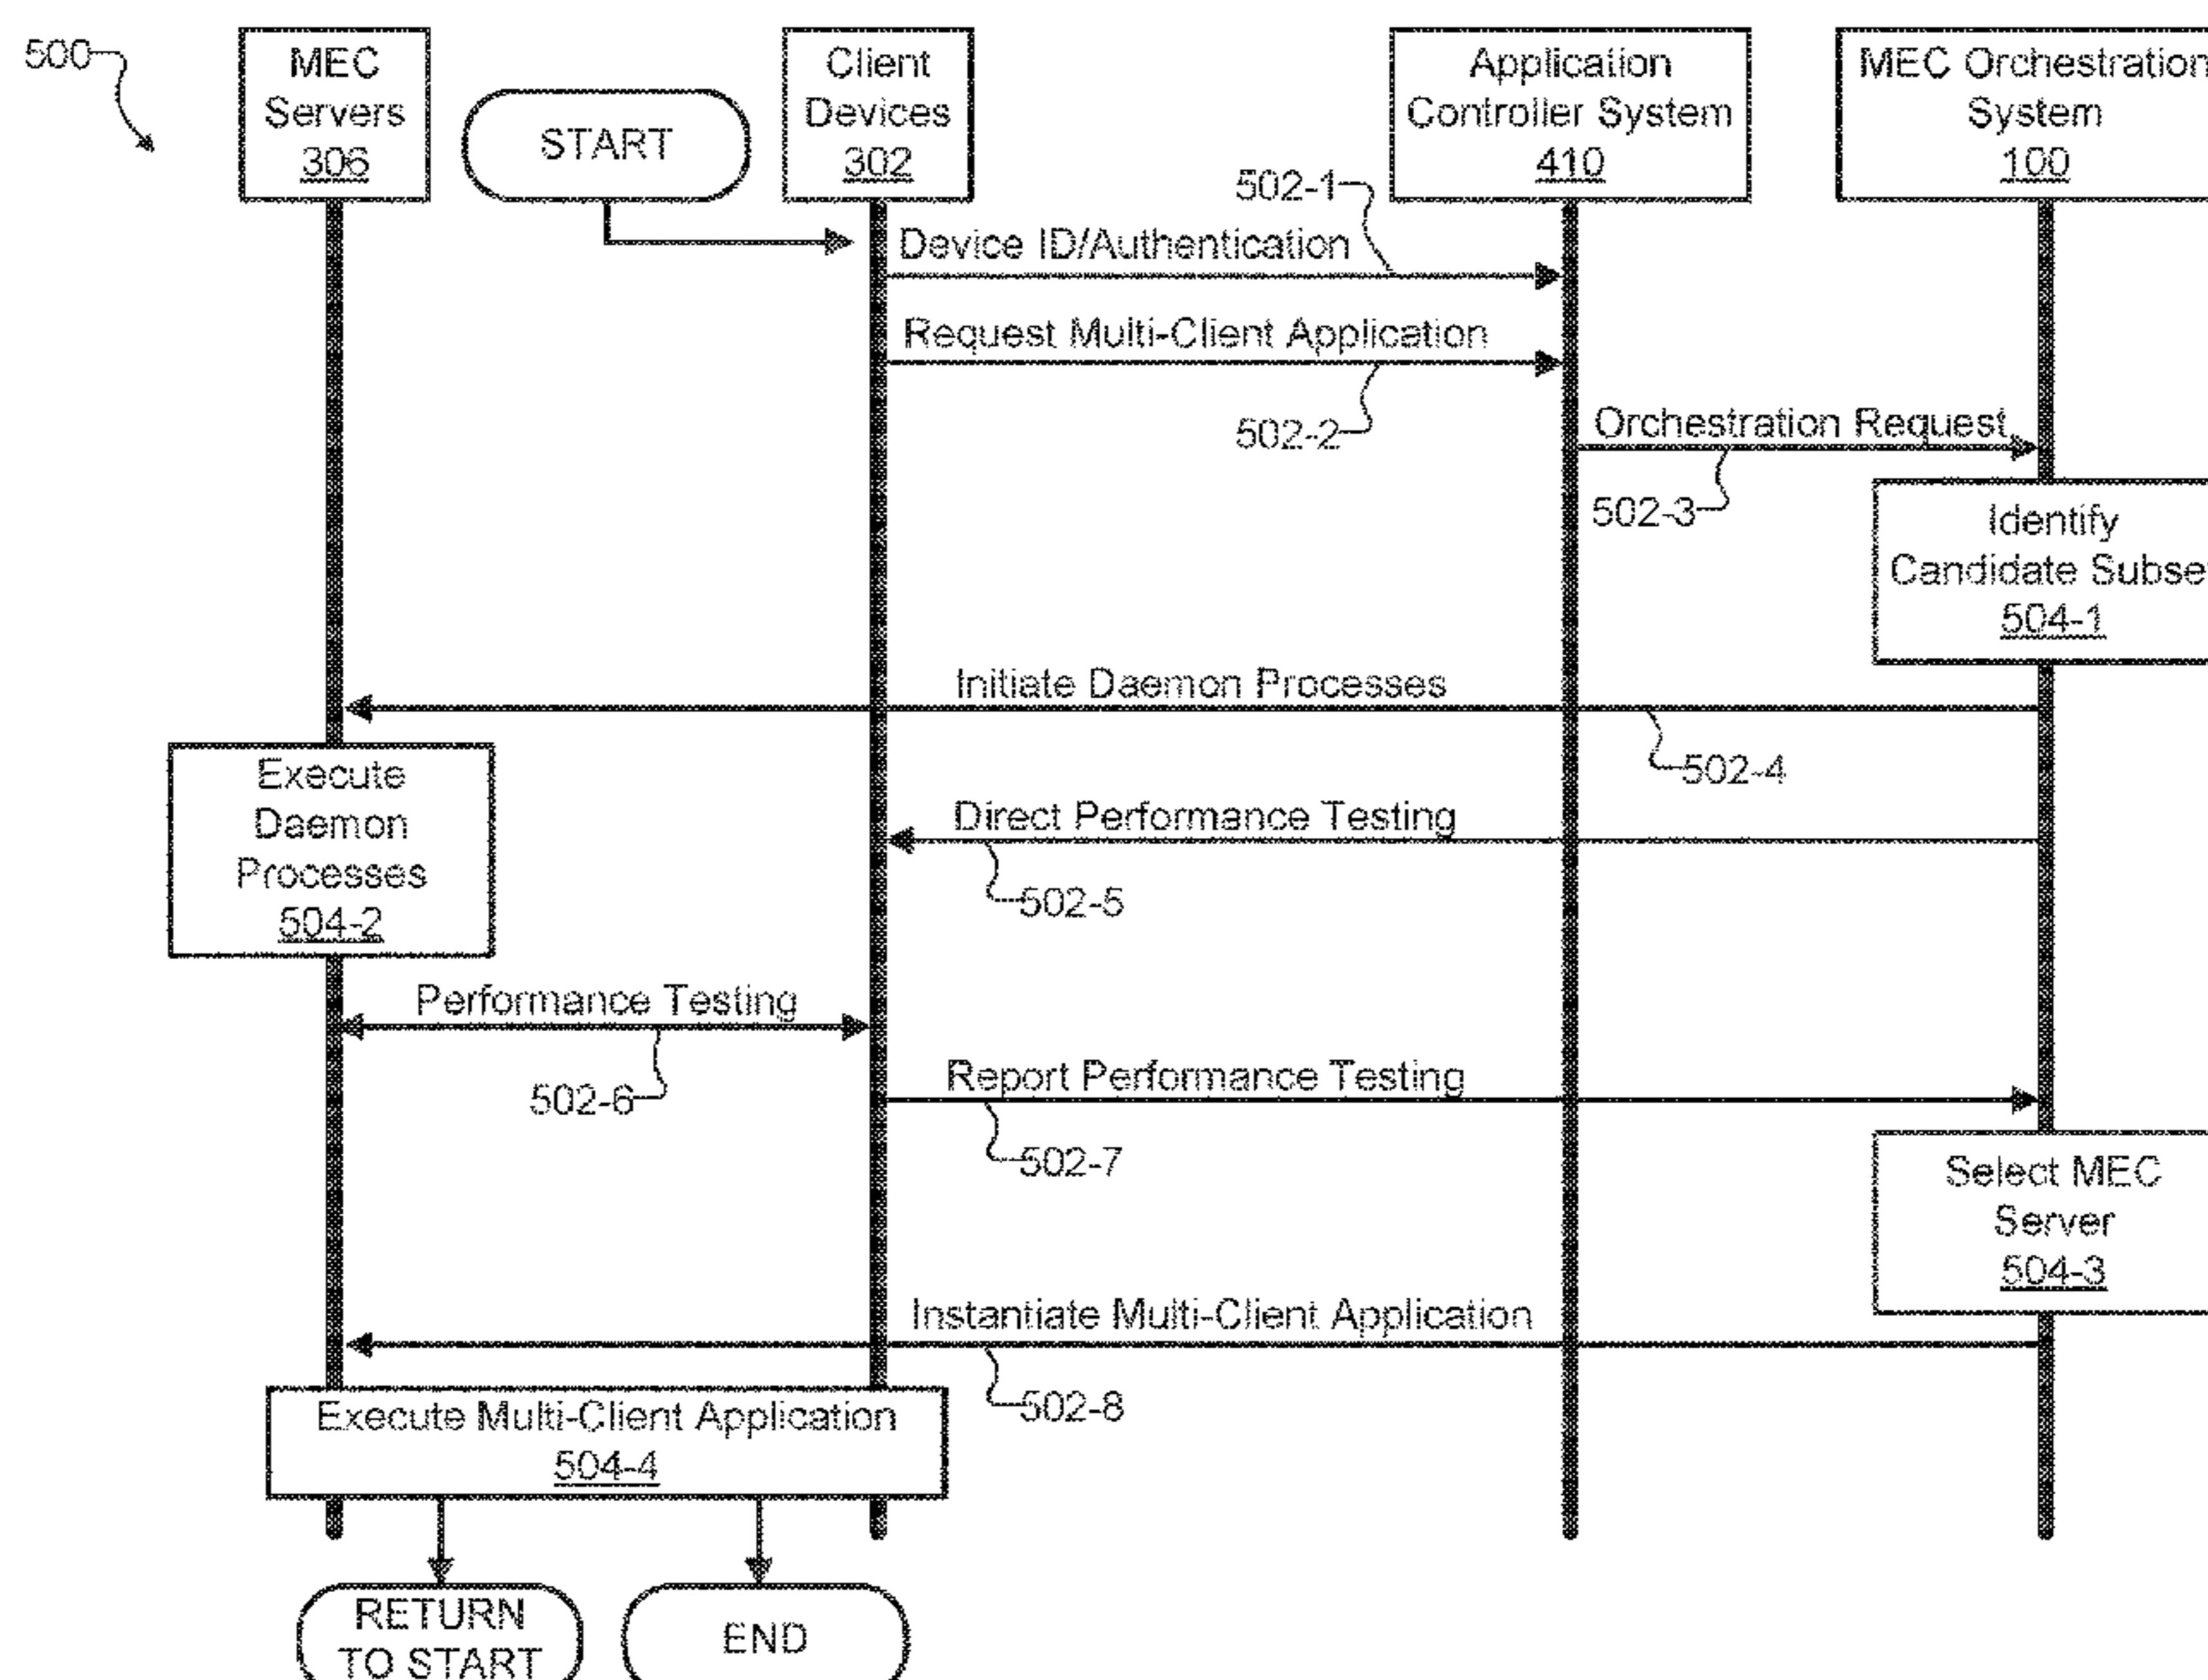 500
MEC
Servers
306
START
Client
Devices
302
Application
Controller System
410
MEC Orchestration
System
100
502-1
Device ID/Authentication
Request Multi-Client Application
502-2
Orchestration Request
502-3
Identify
Candidate Subse
504-1
Initiate Daemon Processes
502-4
Execute
Daemon
Processes
504-2
Direct Performance Testing
502-5
Performance Testing
502-6
Report Performance Testing
502-7
Select MEC
Server
504-3
Instantiate Multi-Client Application
502-8
Execute Multi-Client Application
504-4
RETURN
TO START
END